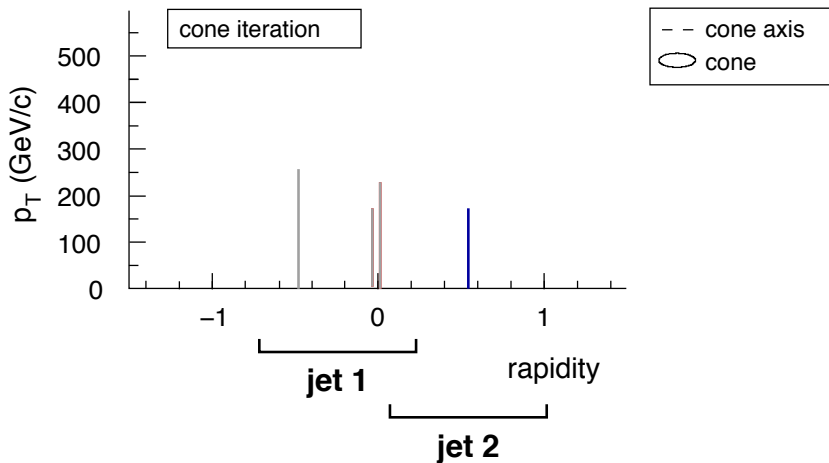 cone iteration
cone axis
cone
p_T (GeV/c)
500
400
300
200
100
0
−1 0 1
rapidity
jet 1
jet 2